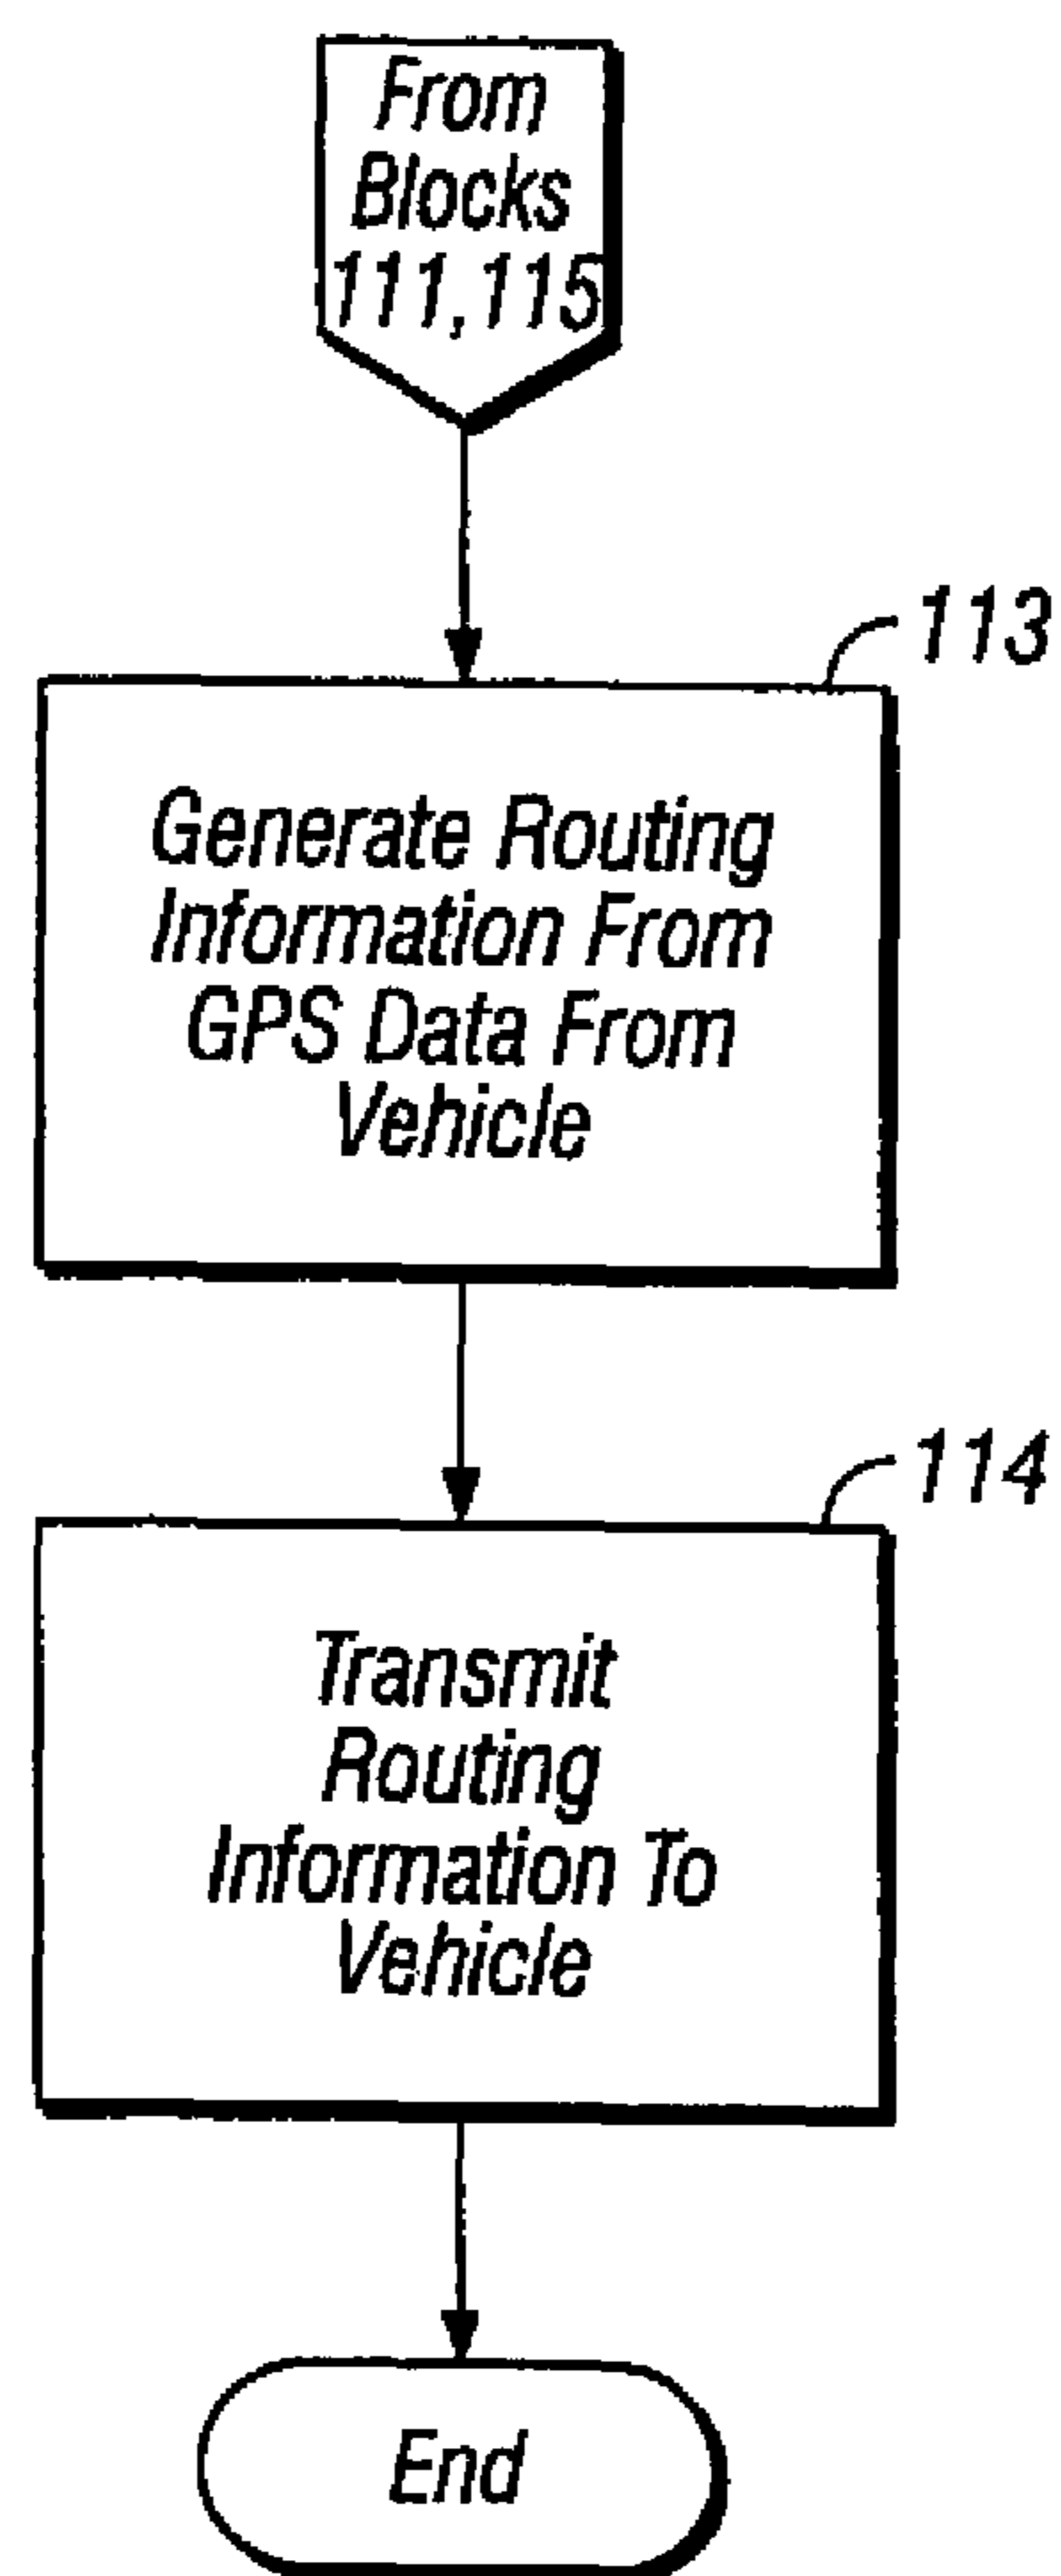 From
Blocks
111,115
113
Generate Routing
Information From
GPS Data From
Vehicle
114
Transmit
Routing
Information To
Vehicle
End